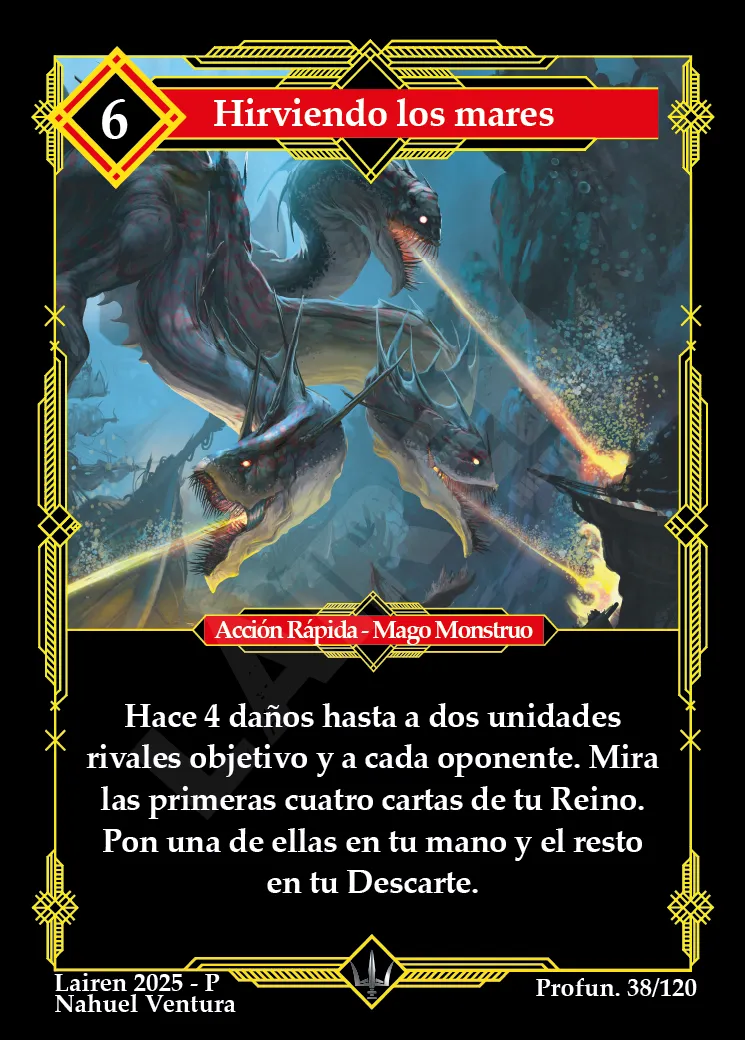 6
Hirviendo los mares
Acción Rápida - Mago Monstruo
Hace 4 daños hasta a dos unidades
rivales objetivo y a cada oponente. Mira
las primeras cuatro cartas de tu Reino.
Pon una de ellas en tu mano y el resto
en tu Descarte.
Lairen 2025 - P
Nahuel Ventura
Profun. 38/120